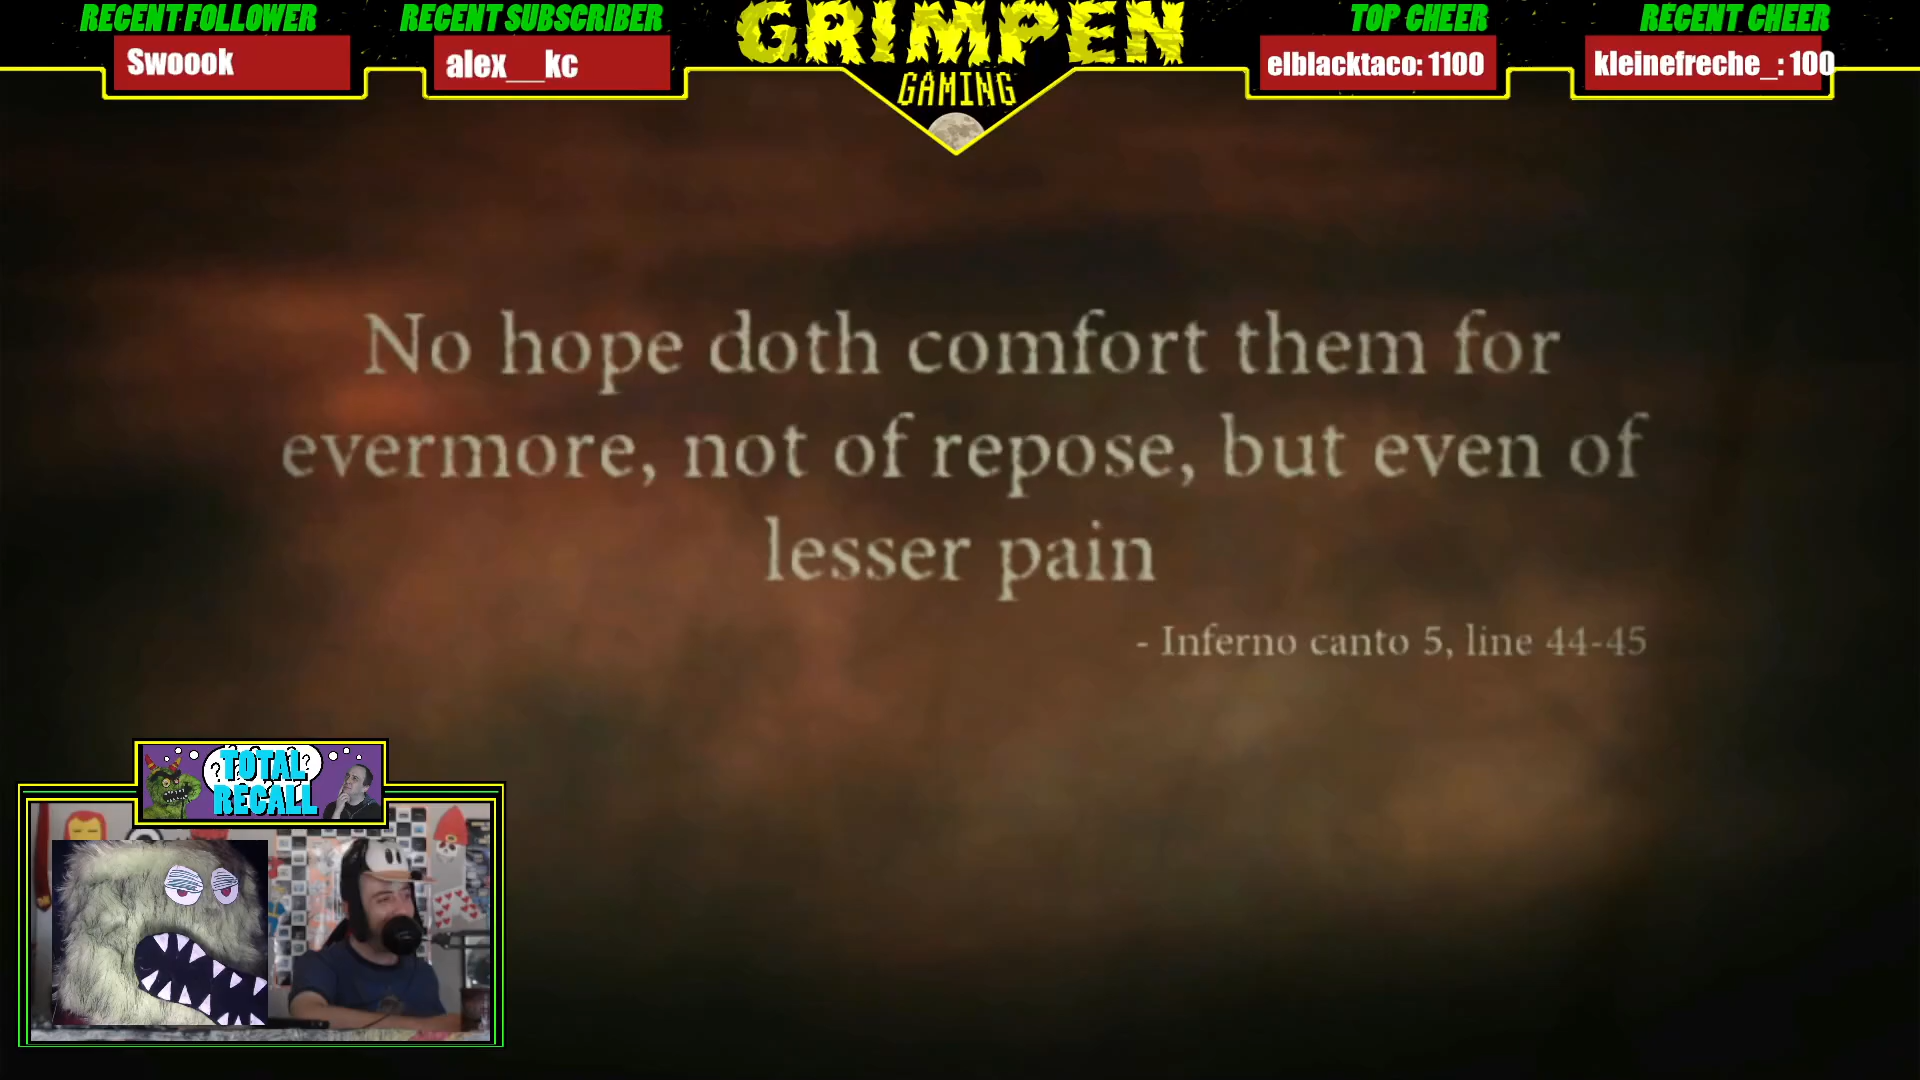 RECENT FOLLOWER
Swoook
RECENT SUBSCRIBER
alex__kc
GRIMPEN
GAMING
TOP CHEER
elblacktaco: 1100
RECENT CHEER
kleinefreche_: 100
No hope doth comfort them for
evermore, not of repose, but even of
lesser pain
- Inferno canto 5, line 44-45
TOTAL
RECALL